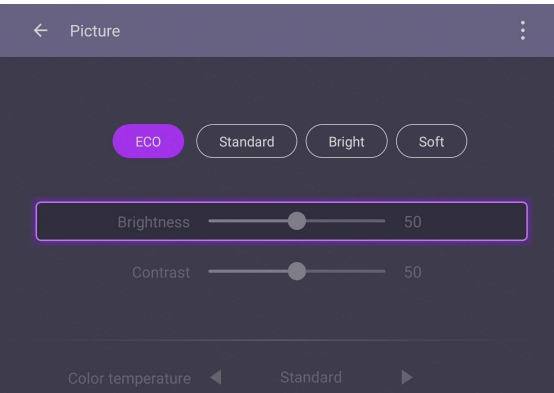 Picture
ECO Standard Bright Soft
Brightness 50
Contrast 50
Color temperature Standard